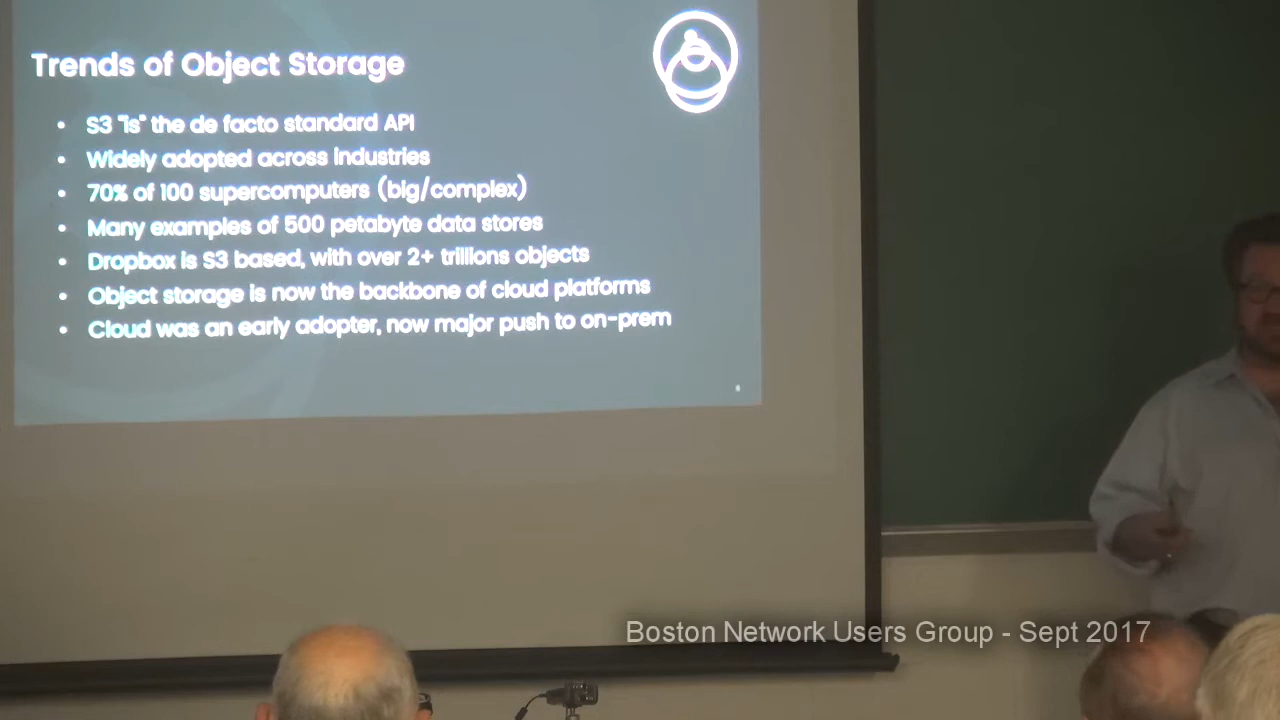 Trends of Object Storage
• S3 "is" the de facto standard API
• Widely adopted across industries
• 70% of 100 supercomputers (big/complex)
• Many examples of 500 petabyte data stores
• Dropbox is S3 based, with over 2+ trillions objects
• Object storage is now the backbone of cloud platforms
• Cloud was an early adopter, now major push to on-prem
Boston Network Users Group - Sept 2017